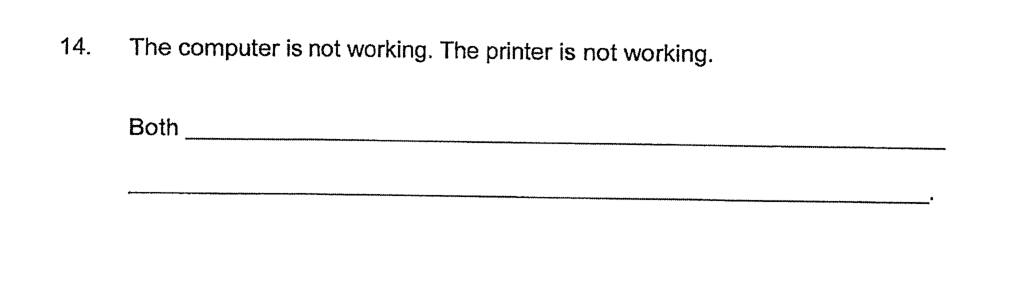 14. The computer is not working. The printer is not working.
Both
.